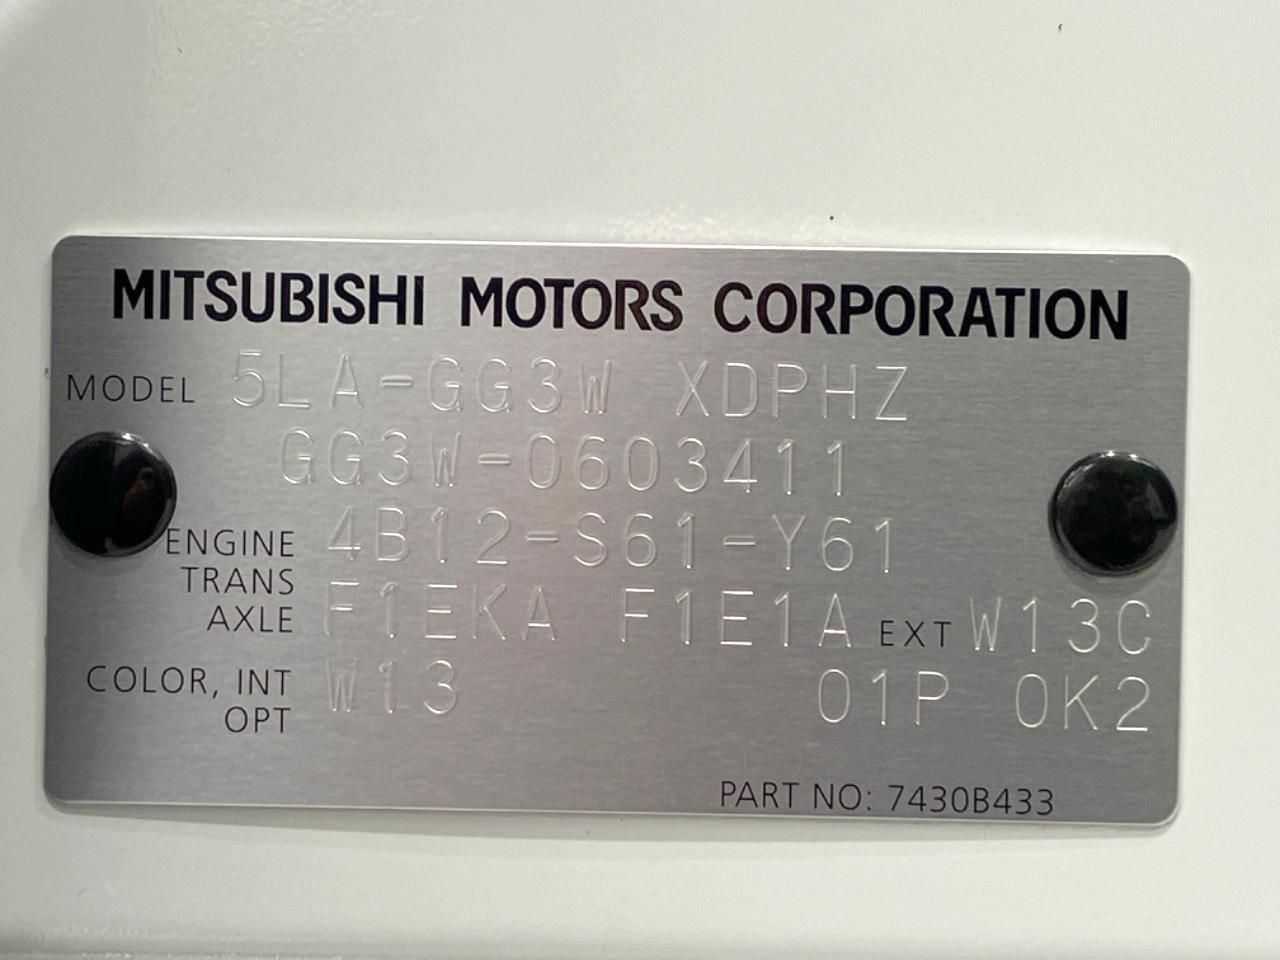 MITSUBISHI MOTORS CORPORATION
MODEL 5LA-GG3W XDPHZ
GG3W-0603411
ENGINE 4B12-S61-Y61
TRANS
AXLE F1EKA F1E1A EXT W13C
COLOR, INT W13
OPT 01P 0K2
PART NO: 7430B433